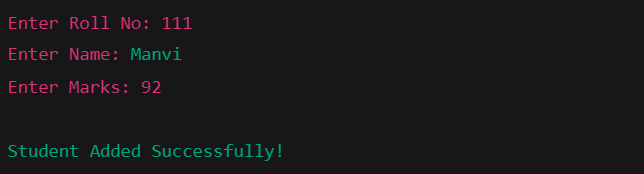 Enter Roll No: 111
Enter Name: Manvi
Enter Marks: 92
Student Added Successfully!